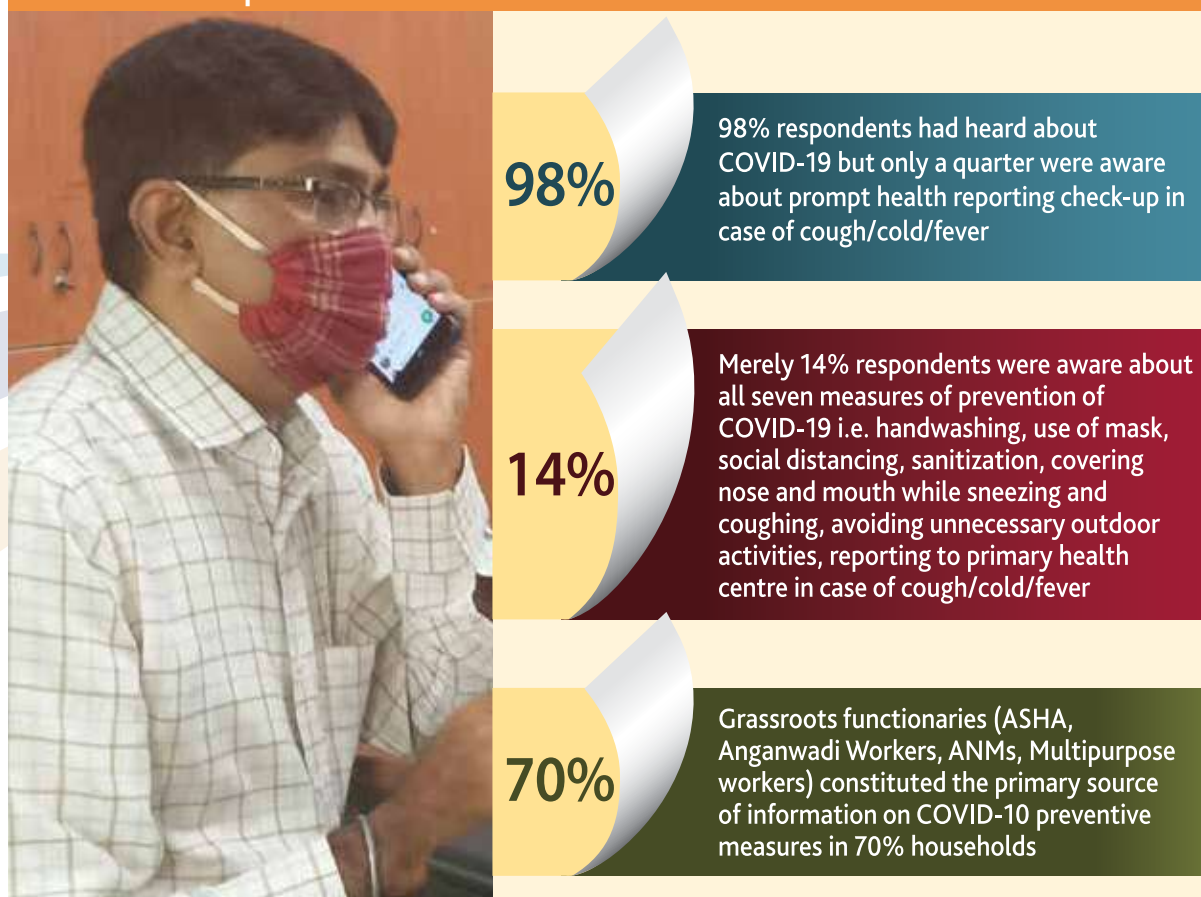 98%
98% respondents had heard about
COVID-19 but only a quarter were aware
about prompt health reporting check-up in
case of cough/cold/fever
14%
Merely 14% respondents were aware about
all seven measures of prevention of
COVID-19 i.e. handwashing, use of mask,
social distancing, sanitization, covering
nose and mouth while sneezing and
coughing, avoiding unnecessary outdoor
activities, reporting to primary health
centre in case of cough/cold/fever
70%
Grassroots functionaries (ASHA,
Anganwadi Workers, ANMs, Multipurpose
workers) constituted the primary source
of information on COVID-10 preventive
measures in 70% households